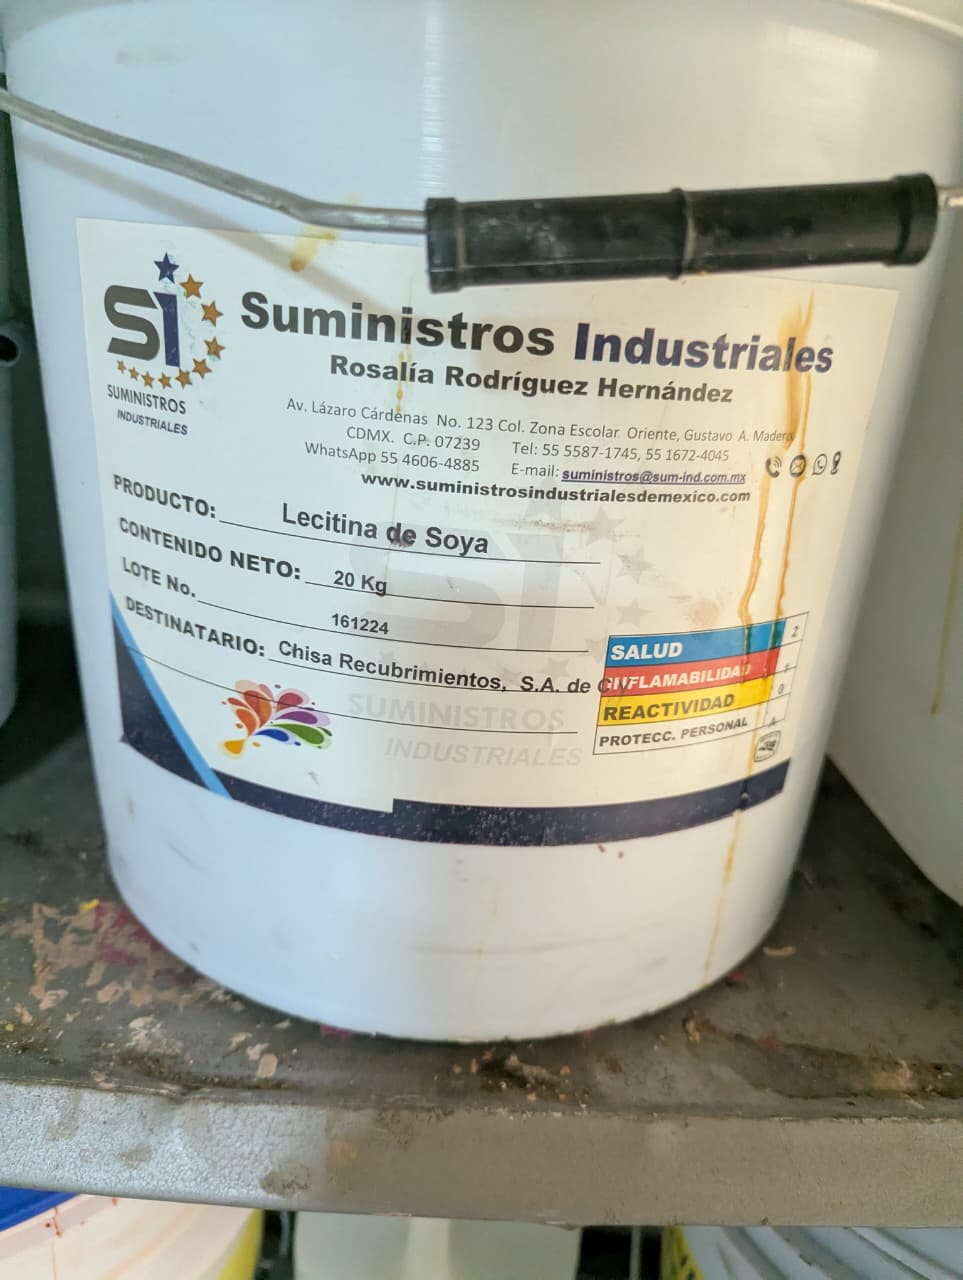 Si
SUMINISTROS
INDUSTRIALES
Suministros Industriales
Rosalía Rodríguez Hernández
Av. Lázaro Cárdenas No. 123 Col. Zona Escolar Oriente, Gustavo A. Madero
CDMX. C.P. 07239 Tel: 55 5587-1745, 55 1672-4045
WhatsApp 55 4606-4885 E-mail: suministros@sum-ind.com.mx
www.suministrosindustrialesdemexico.com
PRODUCTO: Lecitina de Soya
CONTENIDO NETO: 20 Kg
LOTE No. 161224
DESTINATARIO: Chisa Recubrimientos, S.A. de
SALUD 2
INFLAMABILIDAD 1
REACTIVIDAD 0
PROTECC. PERSONAL A
Si
SUMINISTROS
INDUSTRIALES